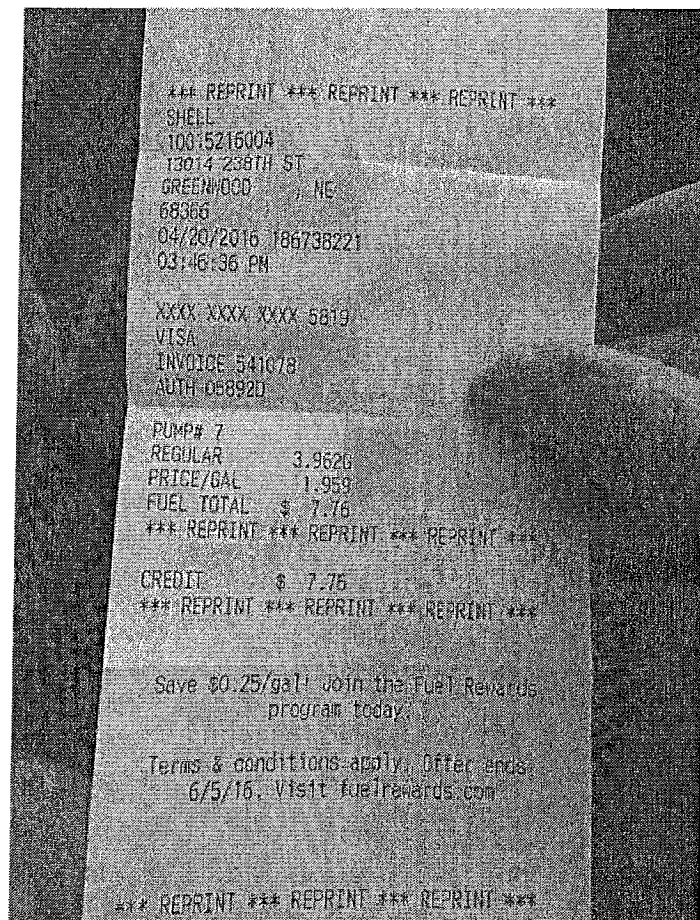 *** REPRINT *** REPRINT *** REPRINT ***
SHELL
10015216004
13014 238TH ST
GREENWOOD , NE
68366
04/20/2016 186738221
03:46:36 PM
XXXX XXXX XXXX 5819
VISA
INVOICE 541078
AUTH 05892D
PUMP# 7
REGULAR 3.962G
PRICE/GAL 1.959
FUEL TOTAL $ 7.76
*** REPRINT *** REPRINT *** REPRINT ***
CREDIT $ 7.76
*** REPRINT *** REPRINT *** REPRINT ***
Save $0.25/gal! Join the Fuel Rewards
program today.
Terms & conditions apply. Offer ends
6/5/16. Visit fuelrewards.com
*** REPRINT *** REPRINT *** REPRINT ***